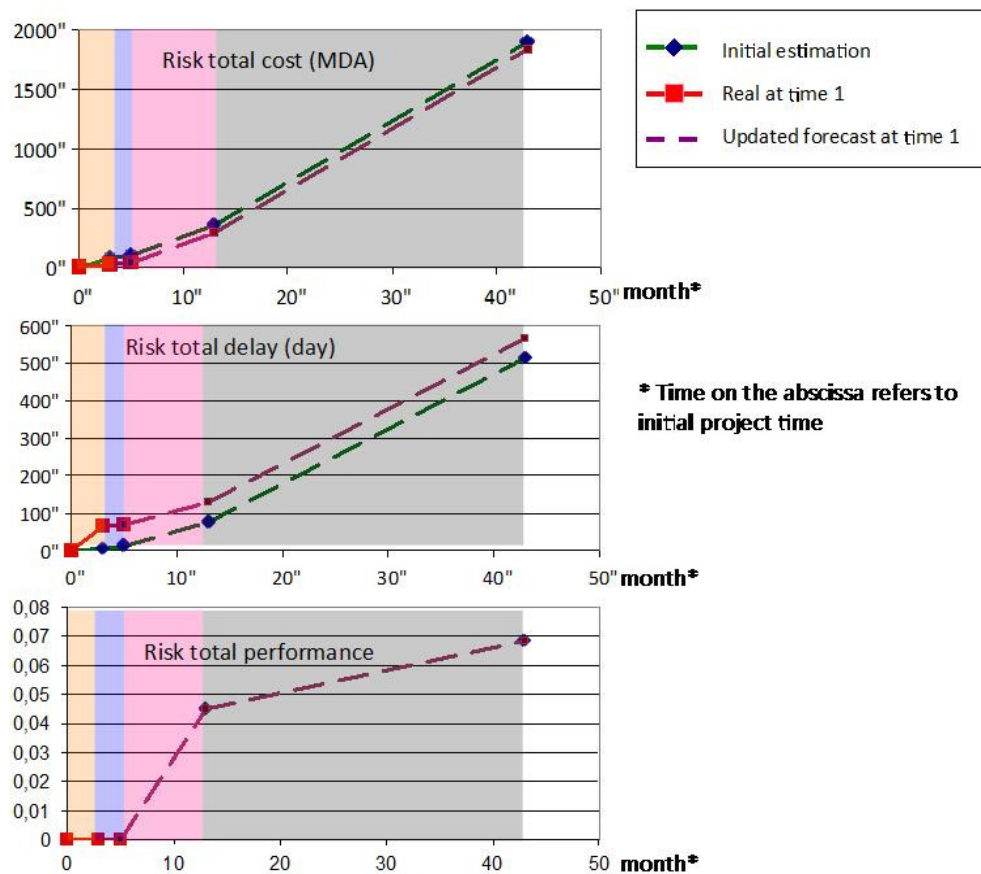 2000"
Risk total cost (MDA)
1500"
1000"
500"
0"
0" 10" 20" 30" 40" 50" month*
Initial estimation
Real at time 1
Updated forecast at time 1
600"
Risk total delay (day)
500"
400"
300"
200"
100"
0"
0" 10" 20" 30" 40" 50" month*
* Time on the abscissa refers to
initial project time
0,08
0,07
Risk total performance
0,06
0,05
0,04
0,03
0,02
0,01
0
0 10 20 30 40 50 month*